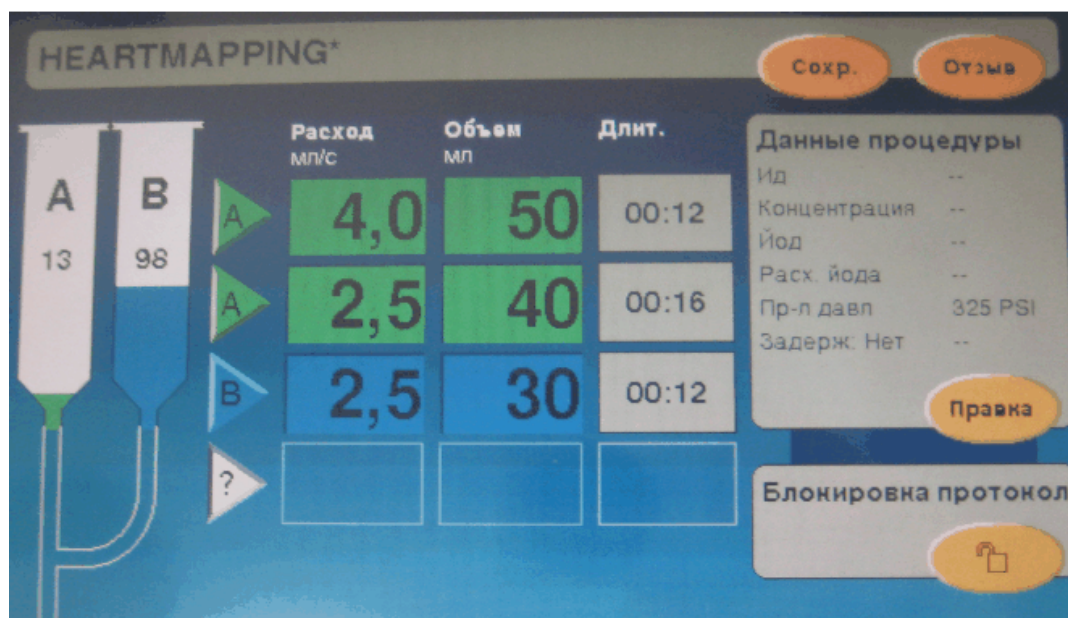 HEARTMAPPING*
Сохр.
Отзыв
A
13
B
98
Расход
мл/с
Объем
мл
Длит.
A
4,0
50
00:12
A
2,5
40
00:16
B
2,5
30
00:12
?
Данные процедуры
Ид --
Концентрация --
Йод --
Расх. йода --
Пр-л давл 325 PSI
Задерж: Нет --
Правка
Блокировка протокол